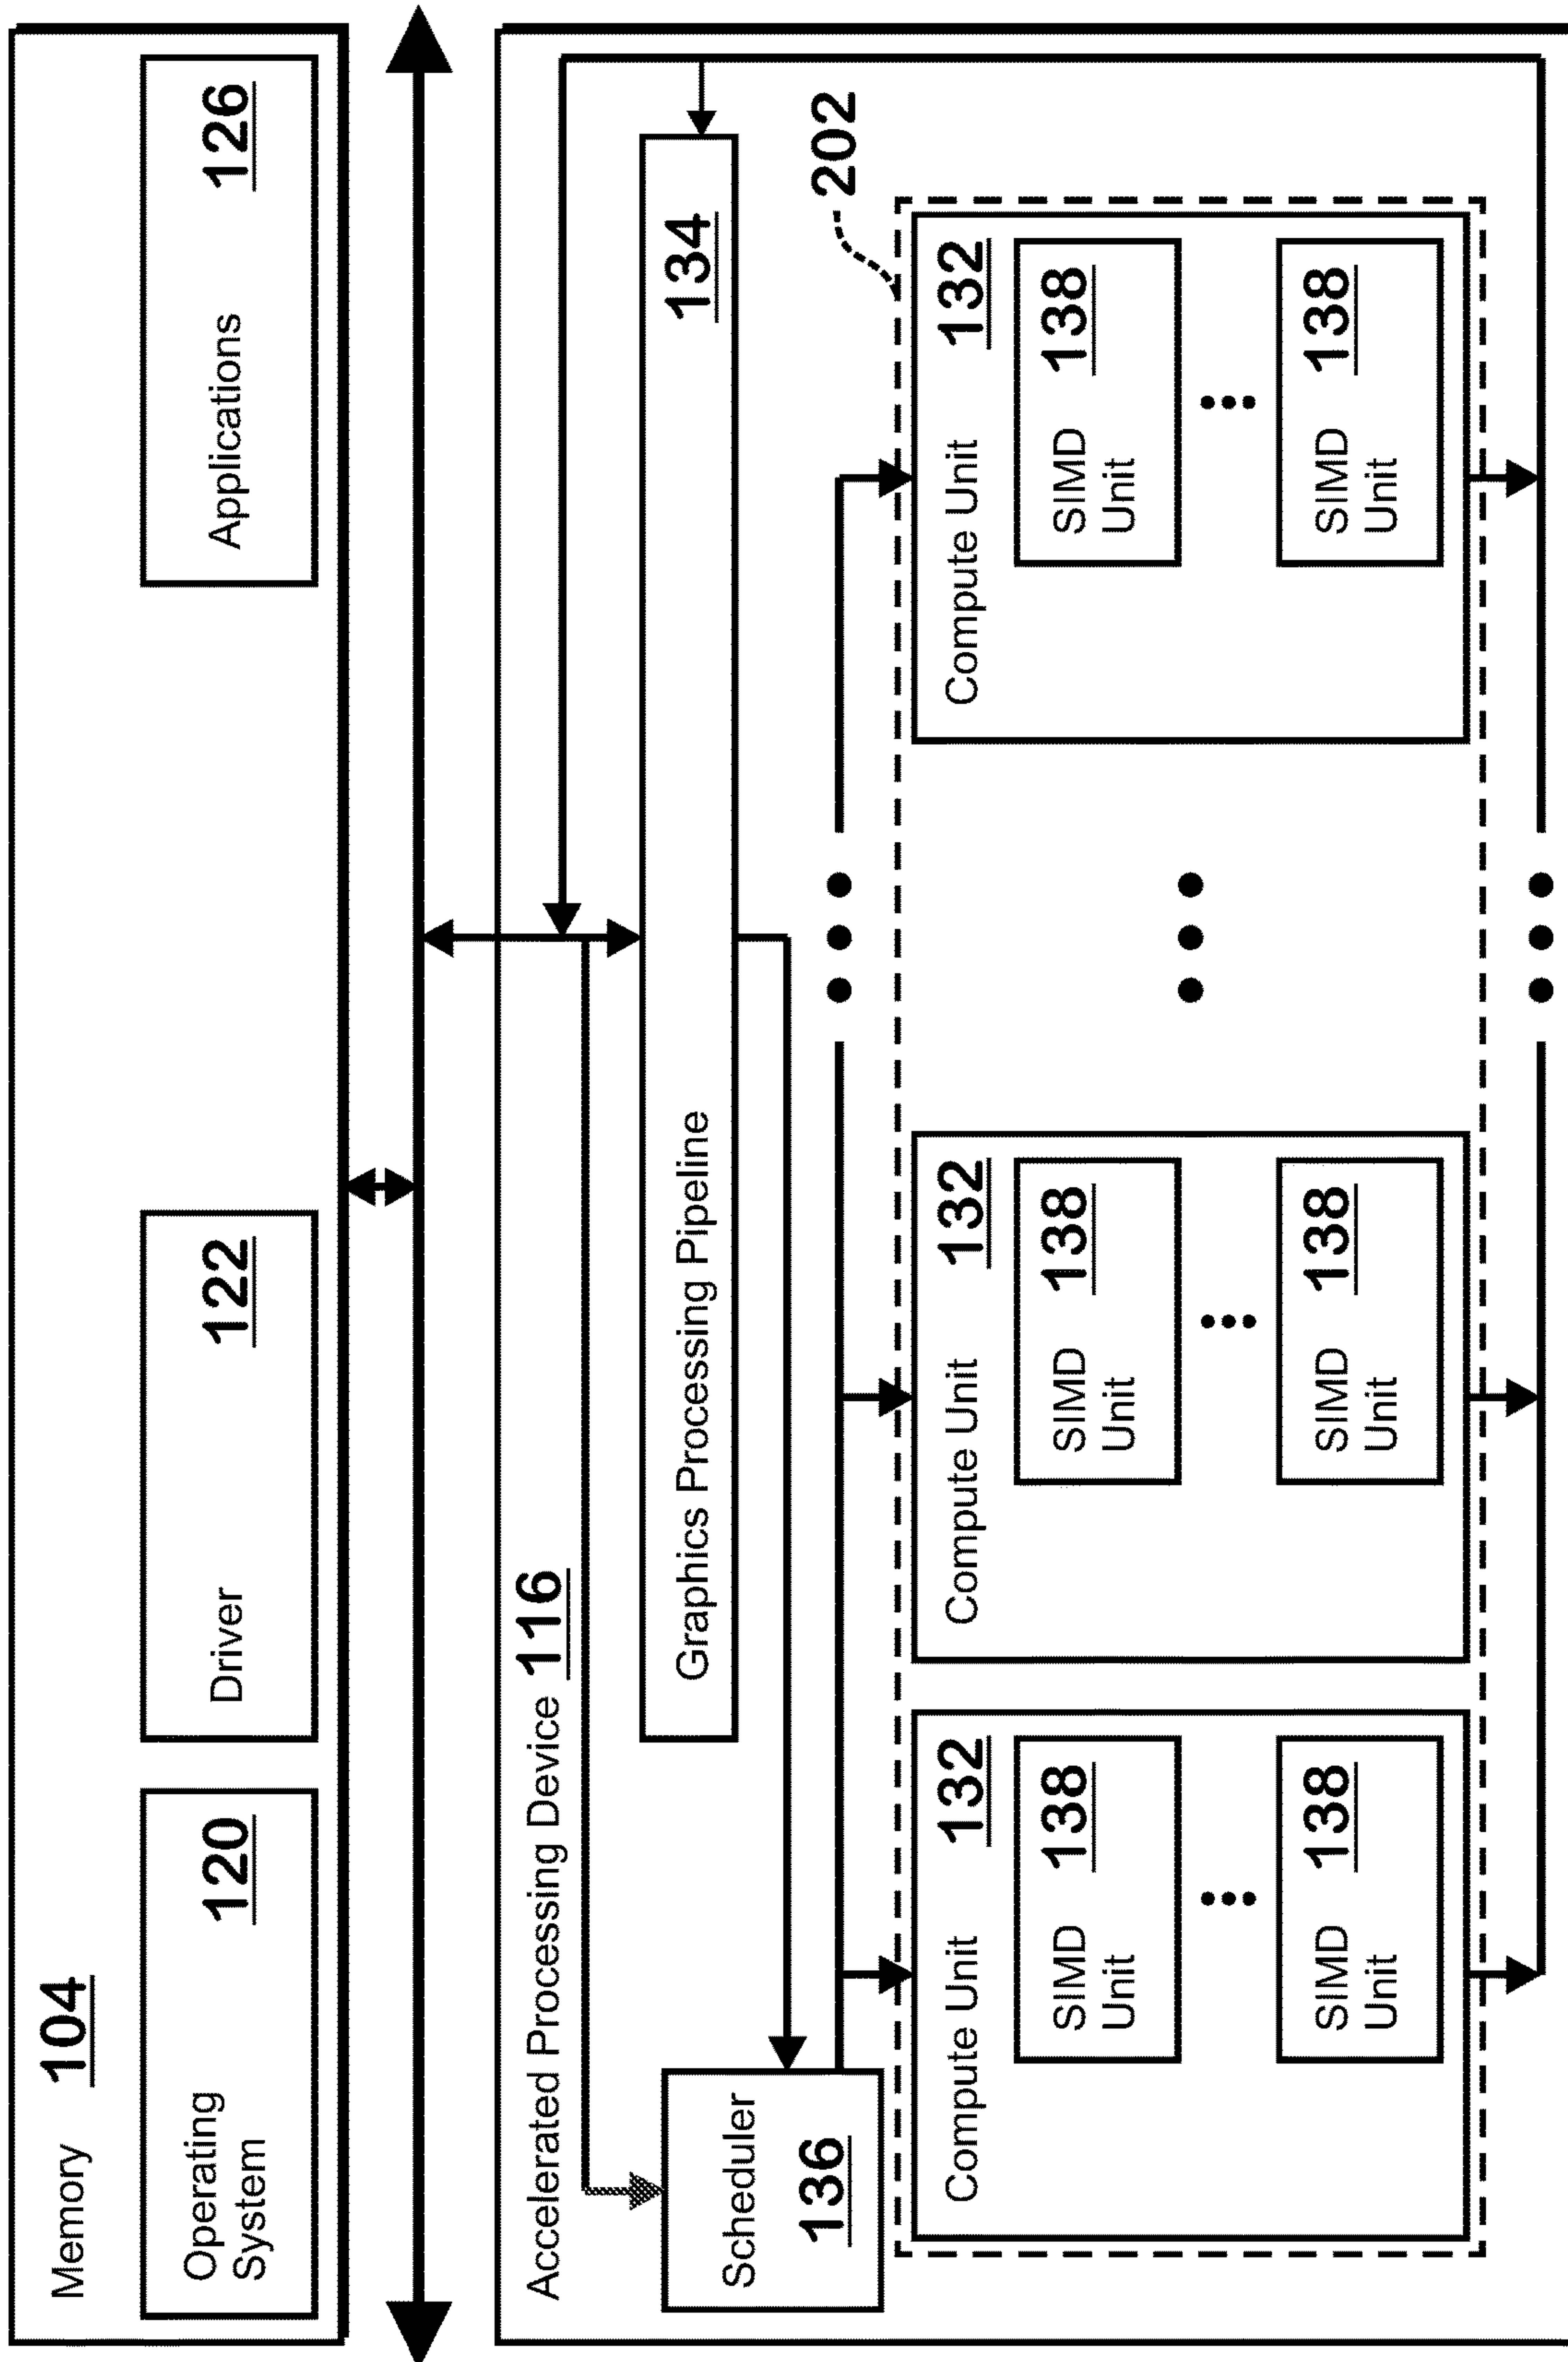 Memory 104
Operating
System
120
Driver
122
Applications
126
Accelerated Processing Device 116
Graphics Processing Pipeline 134
Scheduler
136
202
Compute Unit 132
SIMD
Unit
138
SIMD
Unit
138
Compute Unit 132
SIMD
Unit
138
SIMD
Unit
138
Compute Unit 132
SIMD
Unit
138
SIMD
Unit
138